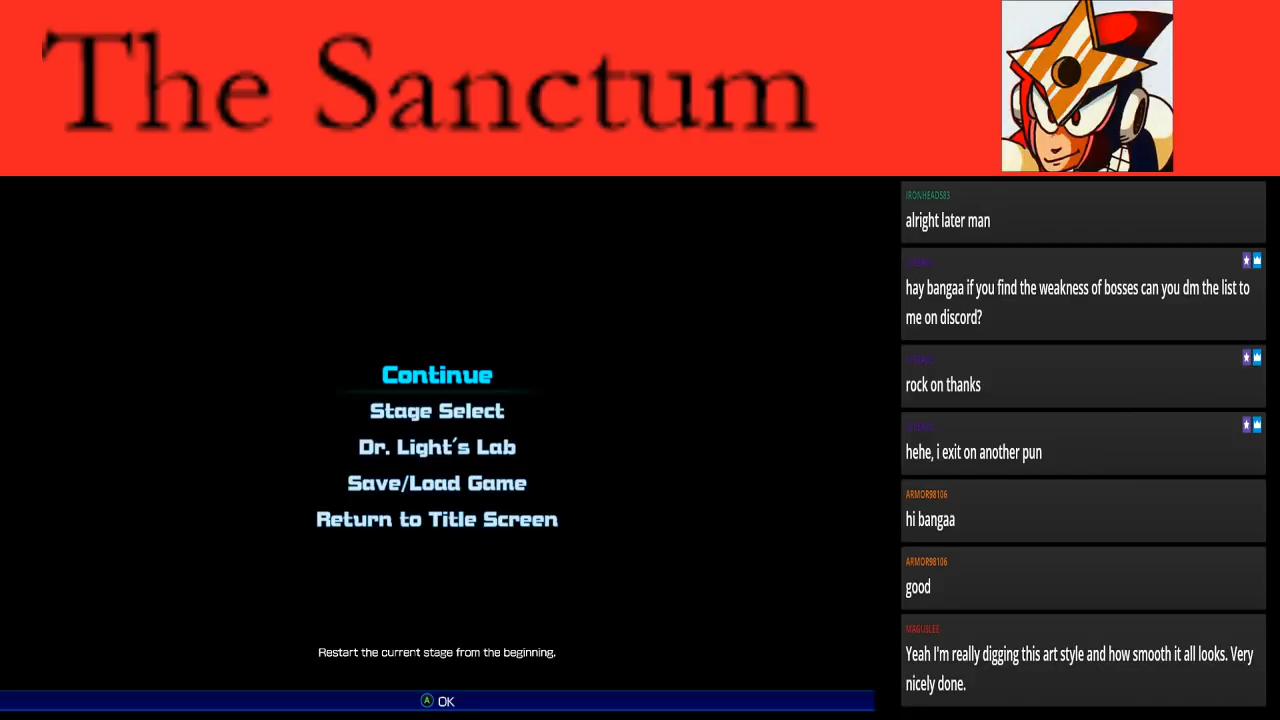 The Sanctum
Continue
Stage Select
Dr. Light's Lab
Save/Load Game
Return to Title Screen
Restart the current stage from the beginning.
A OK
IRONHEAD583
alright later man
hay bangaa if you find the weakness of bosses can you dm the list to
me on discord?
rock on thanks
hehe, i exit on another pun
ARMOR98106
hi bangaa
ARMOR98106
good
MAGUSLEE
Yeah I'm really digging this art style and how smooth it all looks. Very
nicely done.